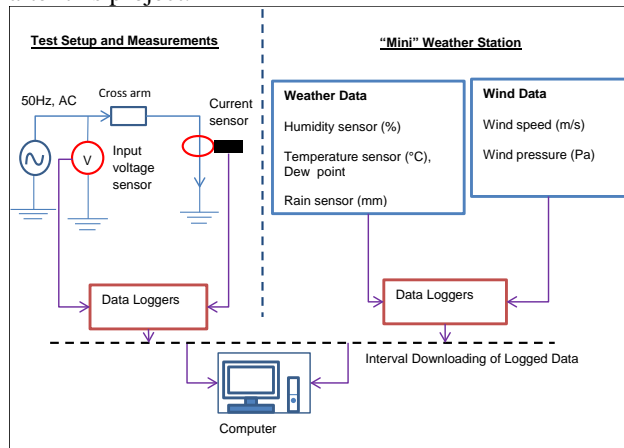 project.
Test Setup and Measurements
50Hz, AC
Cross arm
Current
sensor
V
Input
voltage
sensor
Data Loggers
“Mini” Weather Station
Weather Data
Humidity sensor (%)
Temperature sensor (°C),
Dew point
Rain sensor (mm)
Wind Data
Wind speed (m/s)
Wind pressure (Pa)
Data Loggers
Interval Downloading of Logged Data
Computer